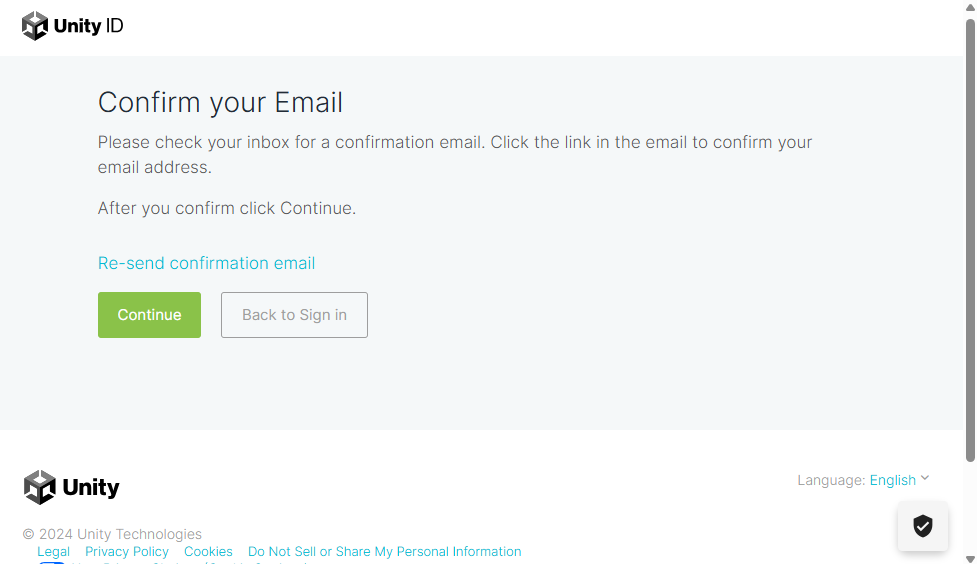 Unity ID
Confirm your Email
Please check your inbox for a confirmation email. Click the link in the email to confirm your
email address.
After you confirm click Continue.
Re-send confirmation email
Continue Back to Sign in
Unity
Language: English
© 2024 Unity Technologies
Legal Privacy Policy Cookies Do Not Sell or Share My Personal Information